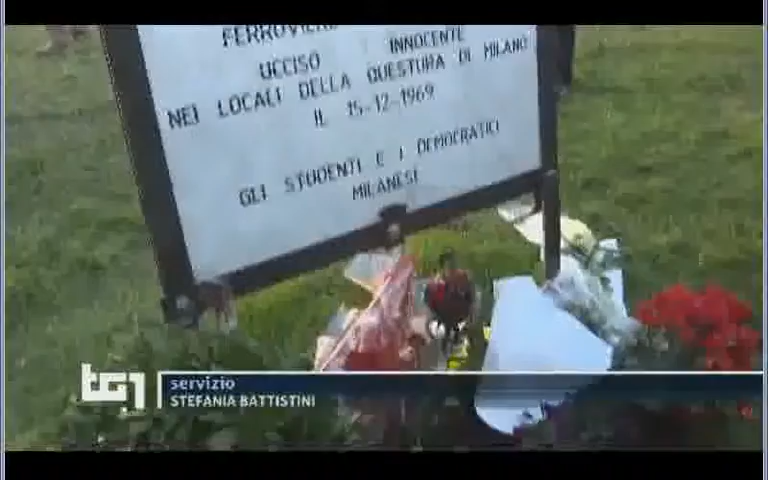 FERROVIERE
UCCISO INNOCENTE
NEI LOCALI DELLA QUESTURA DI MILANO
IL 15-12-1969
GLI STUDENTI E I DEMOCRATICI
MILANESI
tg1
servizio
STEFANIA BATTISTINI